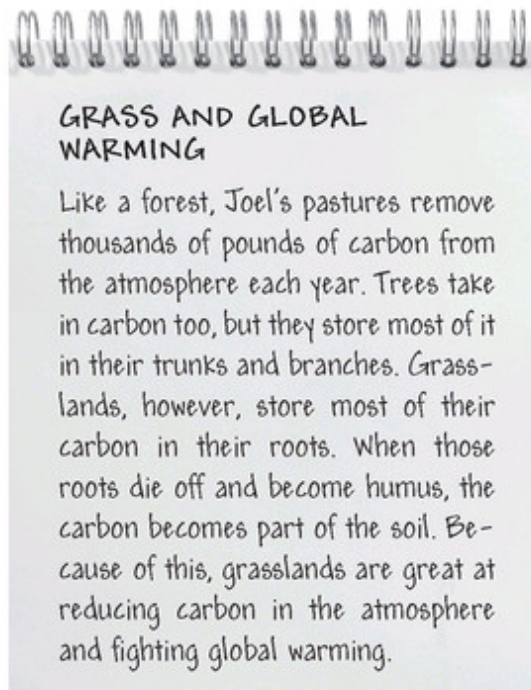 GRASS AND GLOBAL
WARMING
Like a forest, Joel's pastures remove
thousands of pounds of carbon from
the atmosphere each year. Trees take
in carbon too, but they store most of it
in their trunks and branches. Grass-
lands, however, store most of their
carbon in their roots. When those
roots die off and become humus, the
carbon becomes part of the soil. Be-
cause of this, grasslands are great at
reducing carbon in the atmosphere
and fighting global warming.